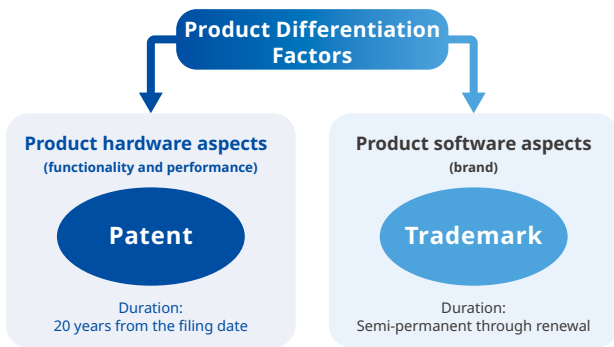 Product Differentiation
Factors
Product hardware aspects
(functionality and performance)
Patent
Duration:
20 years from the filing date
Product software aspects
(brand)
Trademark
Duration:
Semi-permanent through renewal